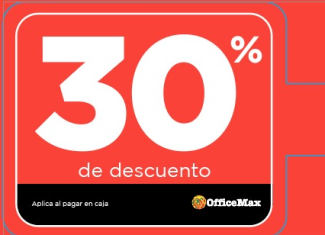 30%
de descuento
Aplica al pagar en caja
OfficeMax